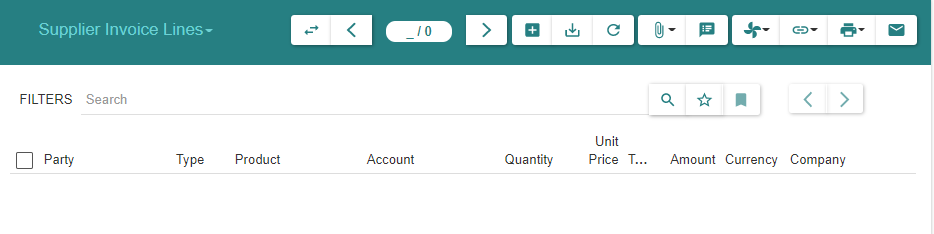 Supplier Invoice Lines
_ / 0
FILTERS Search
Party Type Product Account Quantity Unit Price T... Amount Currency Company